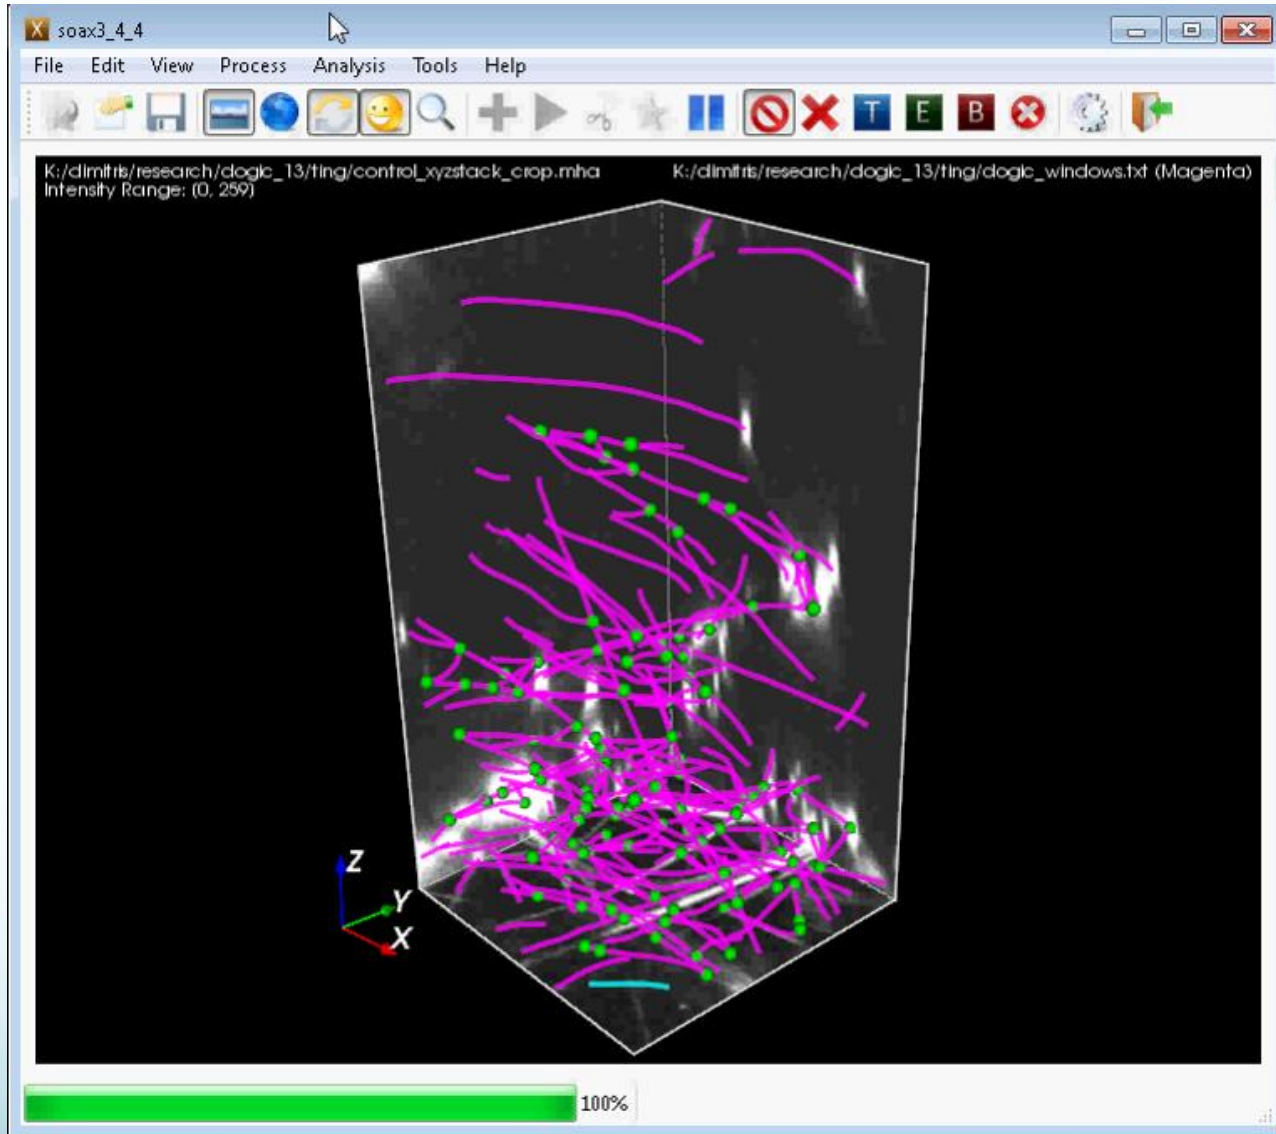 soax3_4_4
File Edit View Process Analysis Tools Help
T E B
K:/dimitris/research/dogic_13/ting/control_xyzstack_crop.mha K:/dimitris/research/dogic_13/ting/dogic_windows.txt (Magenta)
Intensity Range: (0, 259)
Z
Y
X
100%